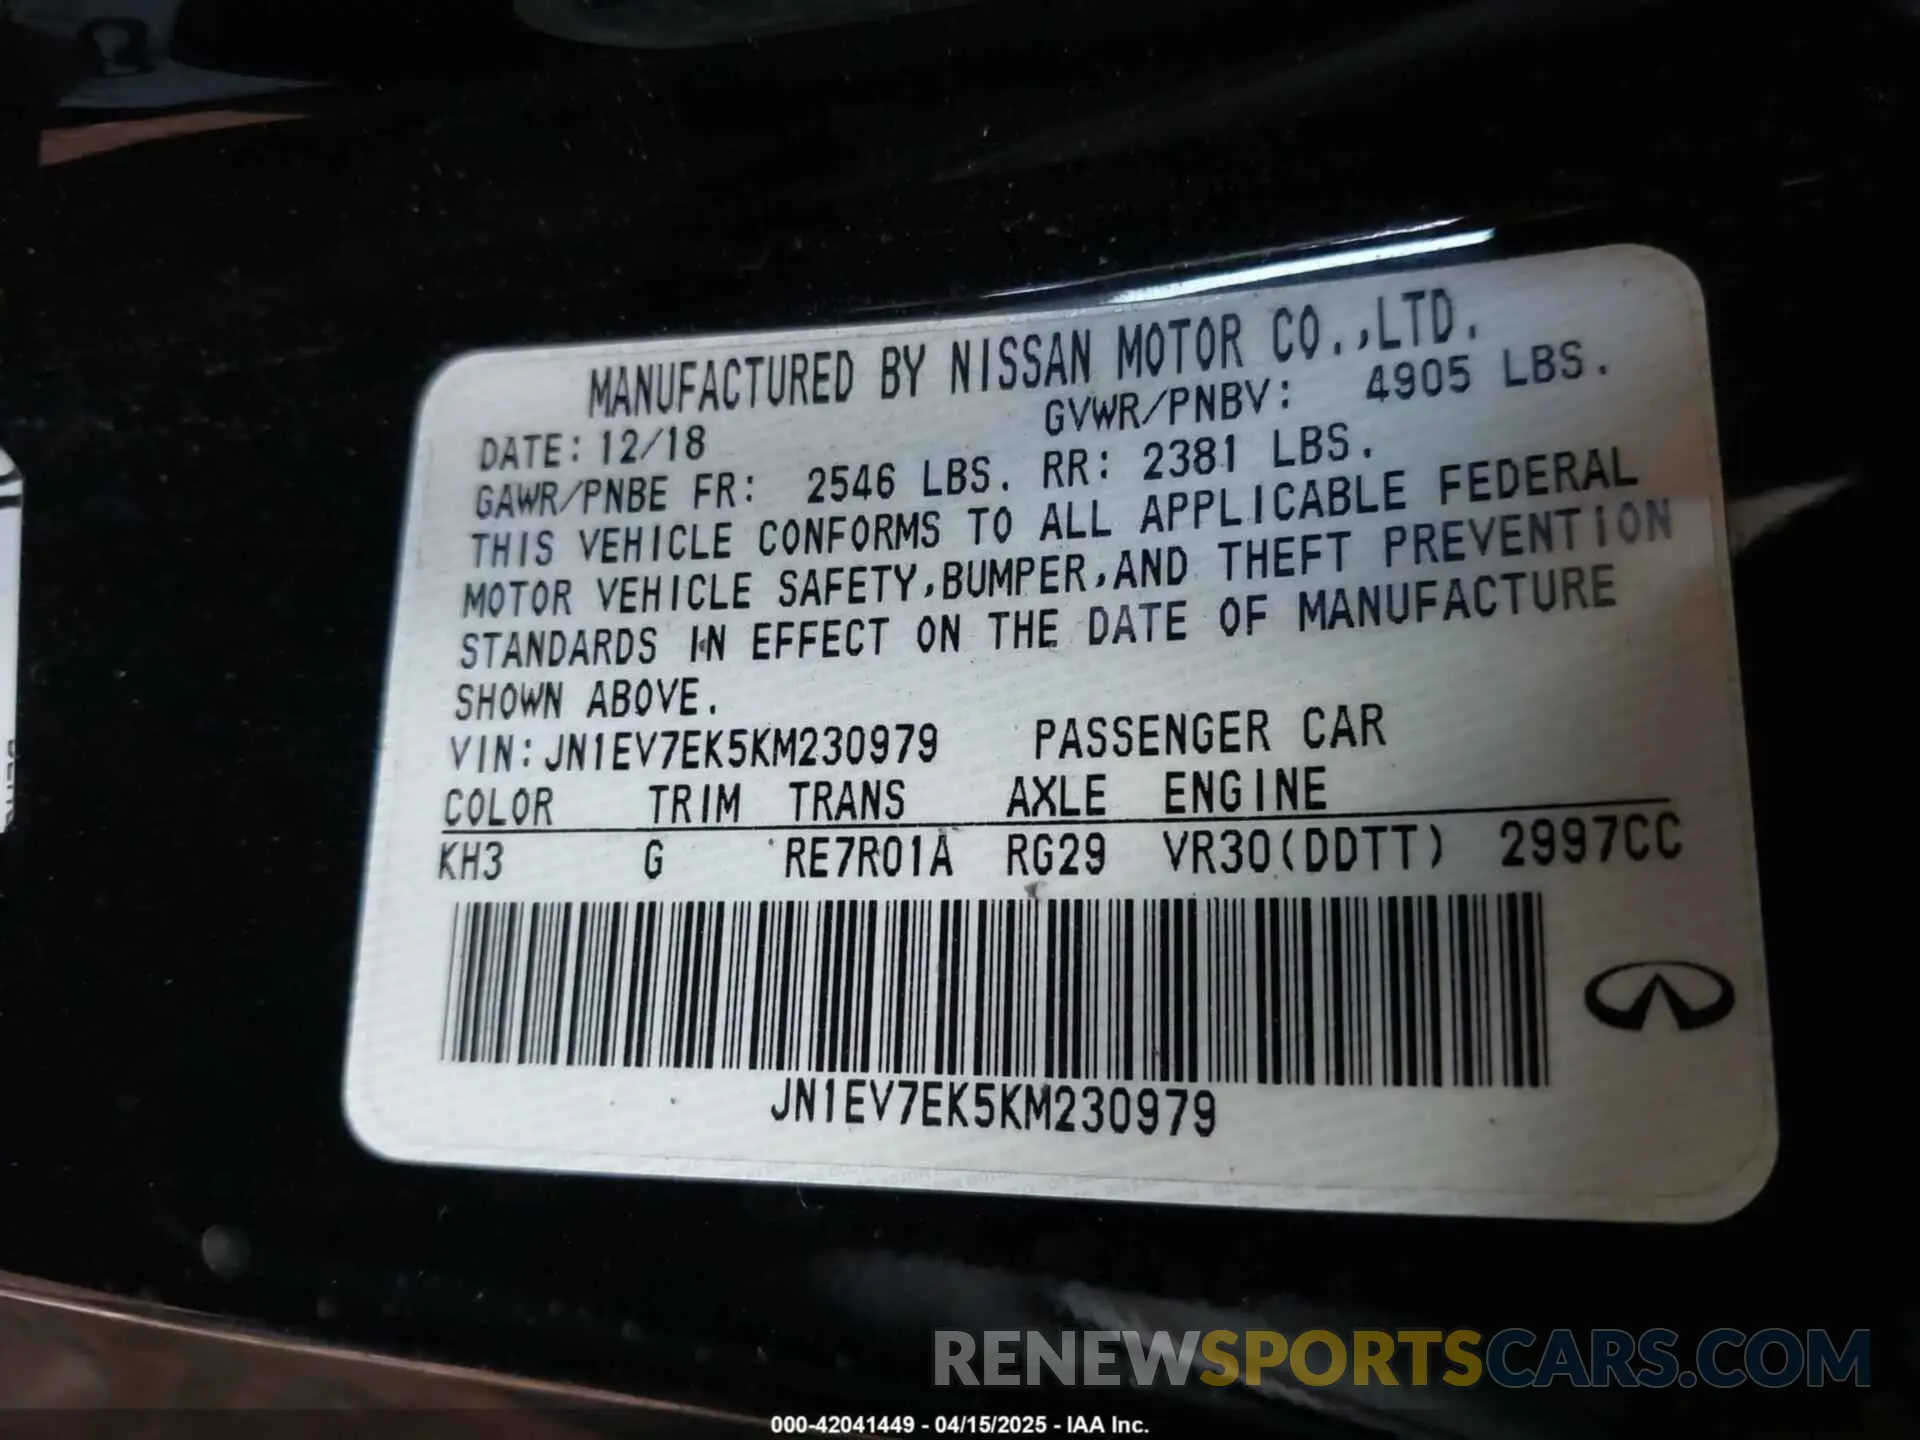 MANUFACTURED BY NISSAN MOTOR CO.,LTD.
DATE: 12/18 GVWR/PNBV: 4905 LBS.
GAWR/PNBE FR: 2546 LBS. RR: 2381 LBS.
THIS VEHICLE CONFORMS TO ALL APPLICABLE FEDERAL
MOTOR VEHICLE SAFETY,BUMPER,AND THEFT PREVENTION
STANDARDS IN EFFECT ON THE DATE OF MANUFACTURE
SHOWN ABOVE.
VIN: JN1EV7EK5KM230979 PASSENGER CAR
COLOR TRIM TRANS AXLE ENGINE
KH3 G RE7R01A RG29 VR30(DDTT) 2997CC
JN1EV7EK5KM230979
RENEWSPORTSCARS.COM
000-42041449 - 04/15/2025 - IAA Inc.